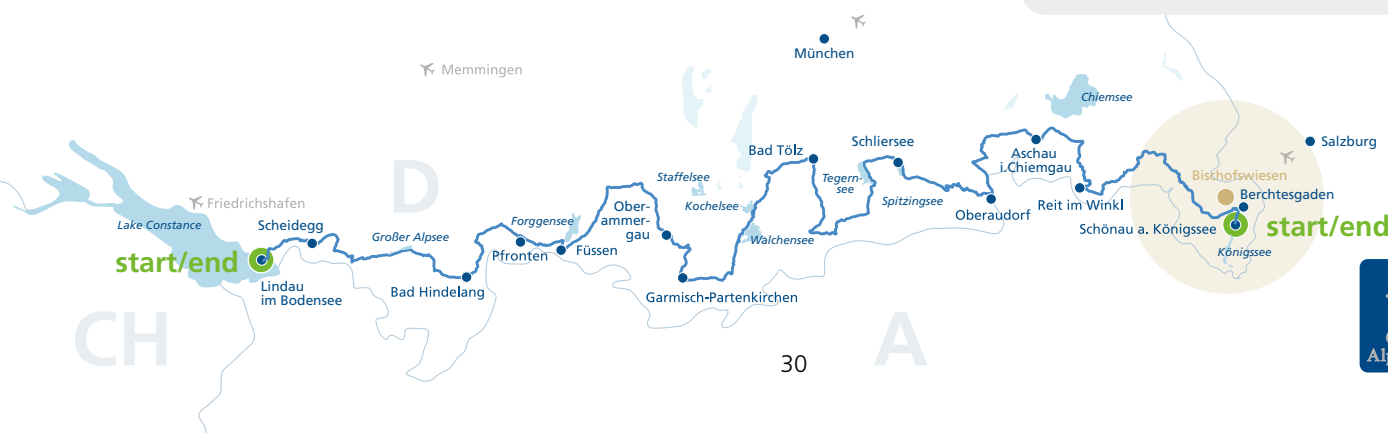 München
Memmingen
Chiemsee
Salzburg
Schliersee
Bad Tölz
Aschau
i.Chiemgau
Staffelsee
Tegern-
see
Bischofswiesen
D
Friedrichshafen
Kochelsee
Spitzingsee
Oberaudorf
Reit im Winkl
Berchtesgaden
Lake Constance
Scheidegg
Großer Alpsee
Forggensee
Ober-
ammer-
gau
Walchensee
Schönau a. Königssee
start/end
Pfronten
Füssen
Königssee
start/end
Lindau
im Bodensee
Bad Hindelang
Garmisch-Partenkirchen
CH
A
30